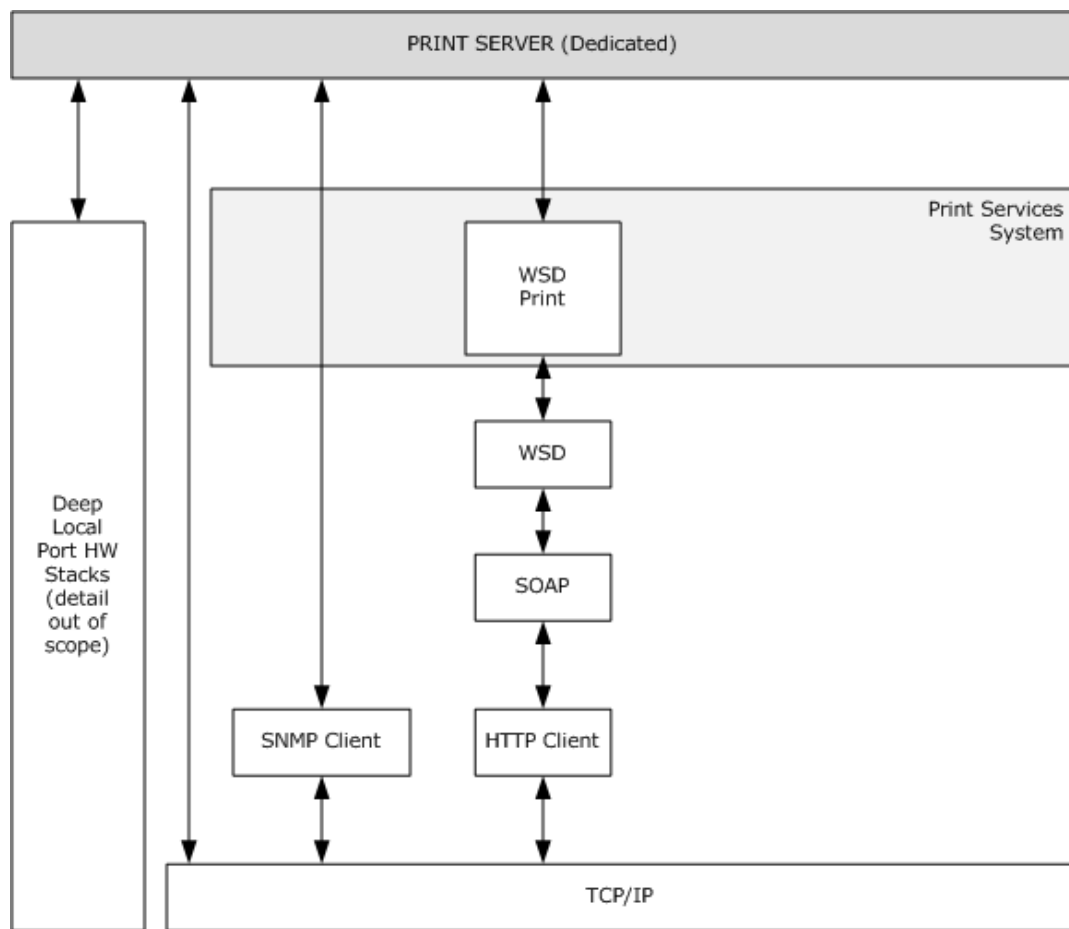 PRINT SERVER (Dedicated)
Print Services
System
WSD
Print
WSD
Deep
Local
Port HW
Stacks
(detail
out of
scope)
SOAP
SNMP Client
HTTP Client
TCP/IP